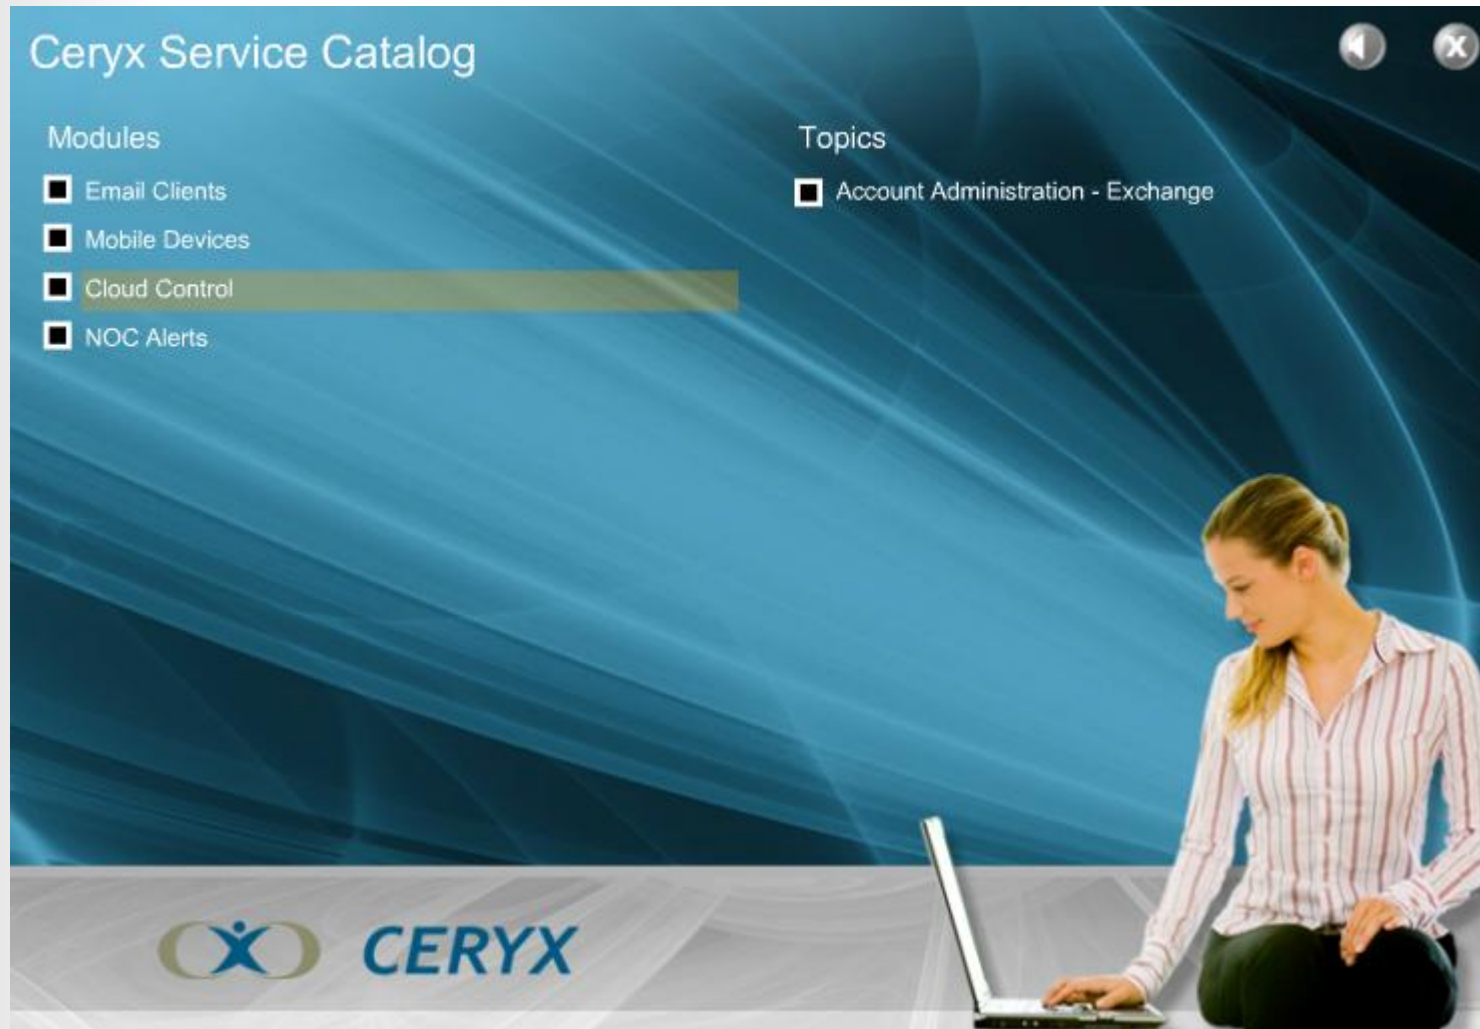 Ceryx Service Catalog
Modules
Email Clients
Mobile Devices
Cloud Control
NOC Alerts
Topics
Account Administration - Exchange
CERYX